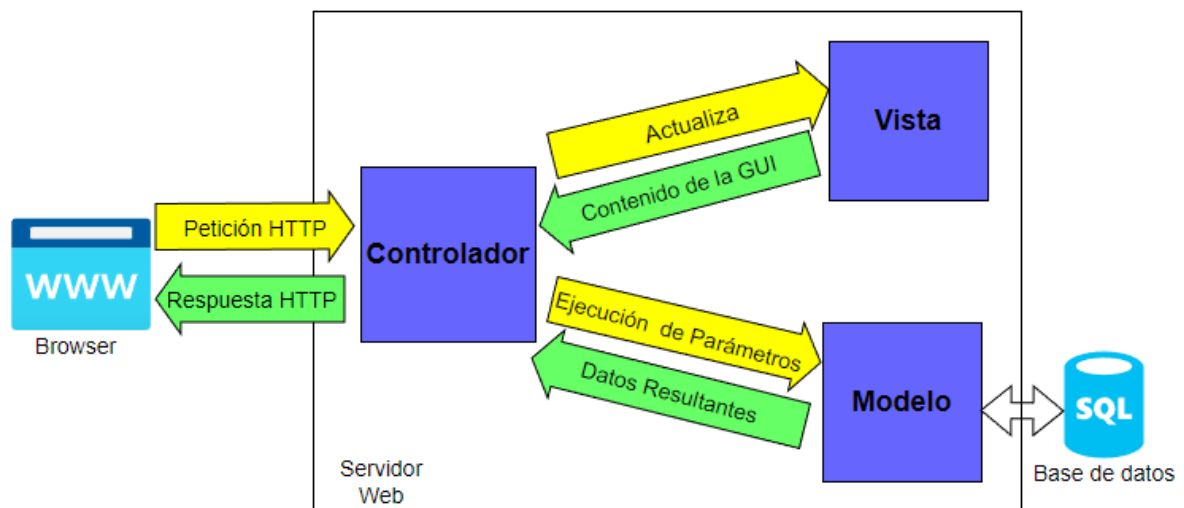 Vista
Actualiza
Contenido de la GUI
Petición HTTP
Controlador
WWW
Respuesta HTTP
Browser
Ejecución de Parámetros
Datos Resultantes
Modelo
SQL
Base de datos
Servidor
Web